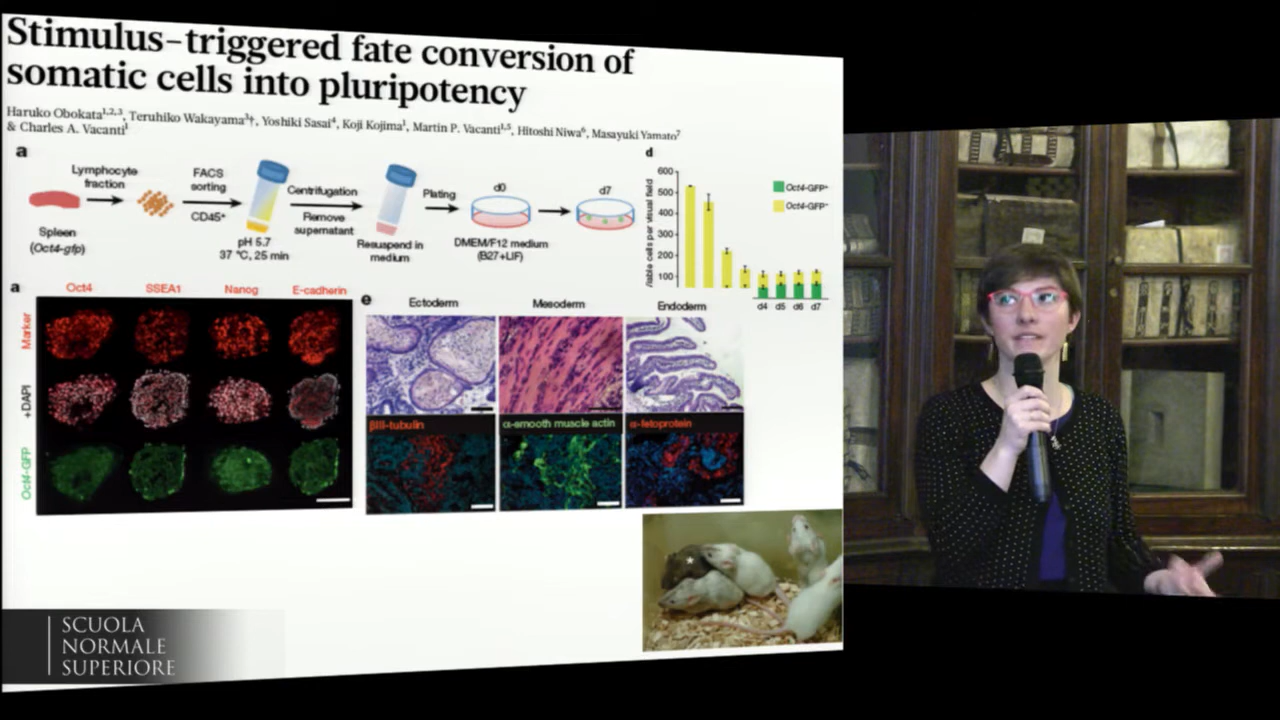 Stimulus–triggered fate conversion of
somatic cells into pluripotency
Haruko Obokata1,2,3, Teruhiko Wakayama3†, Yoshiki Sasai4, Koji Kojima1, Martin P. Vacanti1,5, Hitoshi Niwa6, Masayuki Yamato7
& Charles A. Vacanti1
a
Lymphocyte
fraction
FACS
sorting
CD45+
Centrifugation
Remove
supernatant
Plating
d0
d7
Spleen
(Oct4-gfp)
pH 5.7
37 °C, 25 min
Resuspend in
medium
DMEM/F12 medium
(B27+LIF)
d
600
500
400
300
200
100
cells per visual field
Oct4-GFP+
Oct4-GFP−
d4 d5 d6 d7
a
Oct4 SSEA1 Nanog E-cadherin
Marker
+DAPI
Oct4-GFP
e
Ectoderm Mesoderm Endoderm
βIII-tubulin α-smooth muscle actin α-fetoprotein
SCUOLA
NORMALE
SUPERIORE